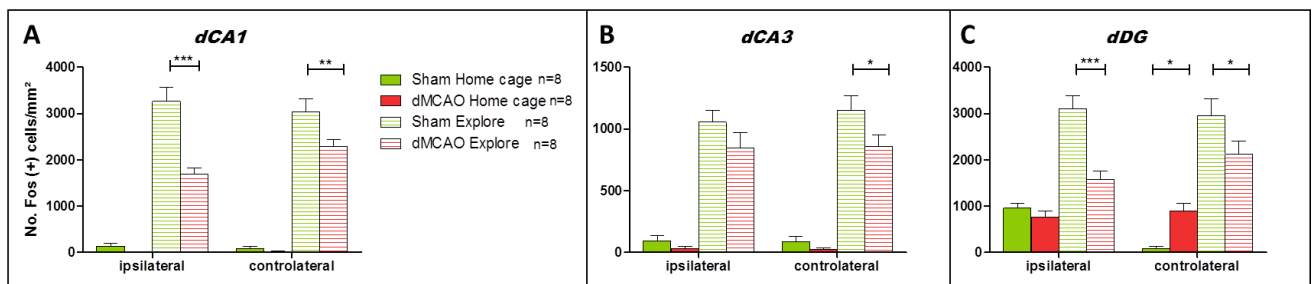 A dCA1
***
**
No. Fos (+) cells/mm²
4000
3000
2000
1000
0
ipsilateral controlateral
Sham Home cage n=8
dMCAO Home cage n=8
Sham Explore n=8
dMCAO Explore n=8
B dCA3
*
1500
1000
500
0
ipsilateral controlateral
C dDG
*** * *
4000
3000
2000
1000
0
ipsilateral controlateral